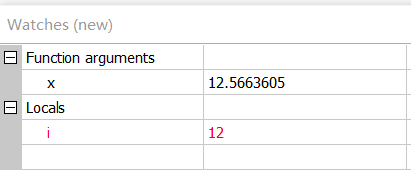 Watches (new)
Function arguments
x 12.5663605
Locals
i 12